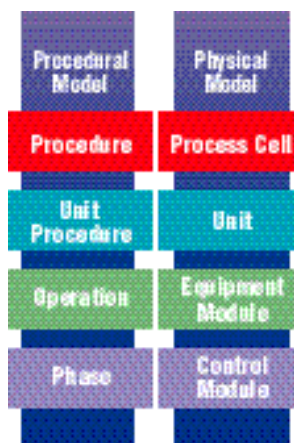 Procedural
Model
Physical
Model
Procedure
Process Cell
Unit
Procedure
Unit
Operation
Equipment
Module
Phase
Control
Module